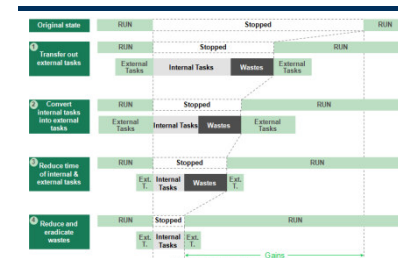 Original state RUN Stopped RUN
1 Transfer out external tasks RUN Stopped RUN
External Tasks Internal Tasks Wastes External Tasks
2 Convert internal tasks into external tasks RUN Stopped RUN
External Tasks Internal Tasks Wastes External Tasks
3 Reduce time of internal & external tasks RUN Stopped RUN
Ext. T. Internal Tasks Wastes Ext. T.
4 Reduce and eradicate wastes RUN Stopped RUN
Ext. T. Internal Tasks Ext. T.
Gains